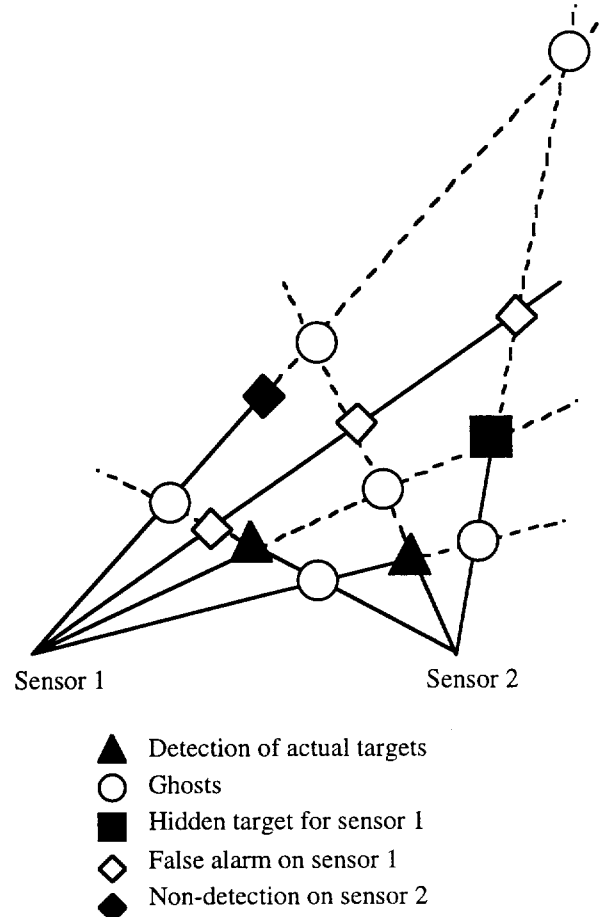 Sensor 1
Sensor 2
Detection of actual targets
Ghosts
Hidden target for sensor 1
False alarm on sensor 1
Non-detection on sensor 2